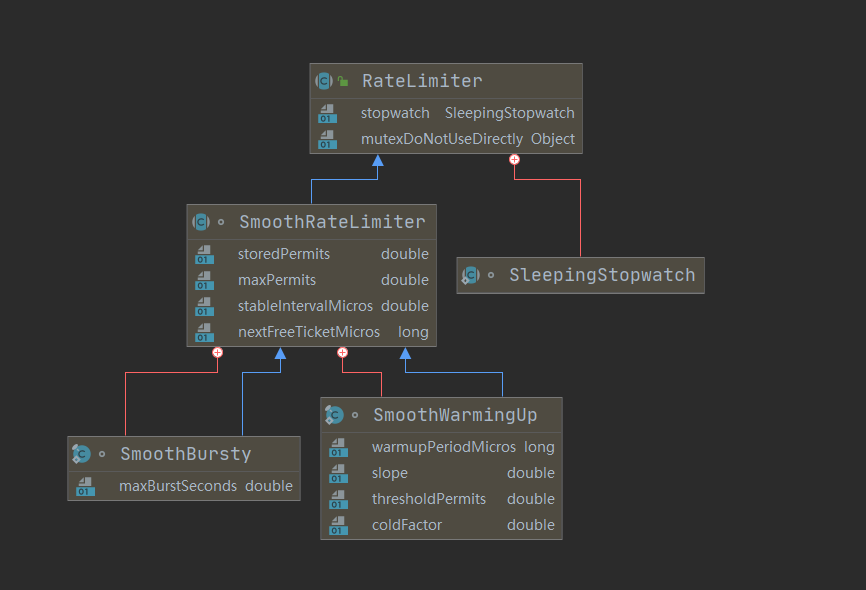 RateLimiter
stopwatch SleepingStopwatch
mutexDoNotUseDirectly Object
SmoothRateLimiter
storedPermits double
maxPermits double
stableIntervalMicros double
nextFreeTicketMicros long
SleepingStopwatch
SmoothBursty
maxBurstSeconds double
SmoothWarmingUp
warmupPeriodMicros long
slope double
thresholdPermits double
coldFactor double